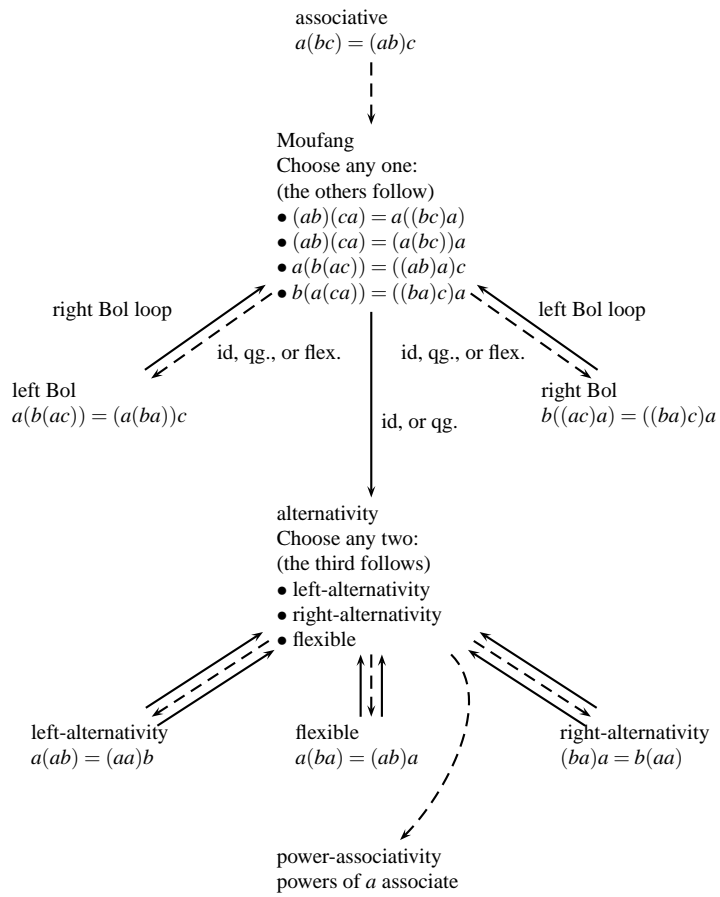 associative
a(bc) = (ab)c
Moufang
Choose any one:
(the others follow)
• (ab)(ca) = a((bc)a)
• (ab)(ca) = (a(bc))a
• a(b(ac)) = ((ab)a)c
• b(a(ca)) = ((ba)c)a
right Bol loop
left Bol loop
id, qg., or flex.
id, qg., or flex.
left Bol
a(b(ac)) = (a(ba))c
right Bol
b((ac)a) = ((ba)c)a
id, or qg.
alternativity
Choose any two:
(the third follows)
• left-alternativity
• right-alternativity
• flexible
left-alternativity
a(ab) = (aa)b
flexible
a(ba) = (ab)a
right-alternativity
(ba)a = b(aa)
power-associativity
powers of a associate